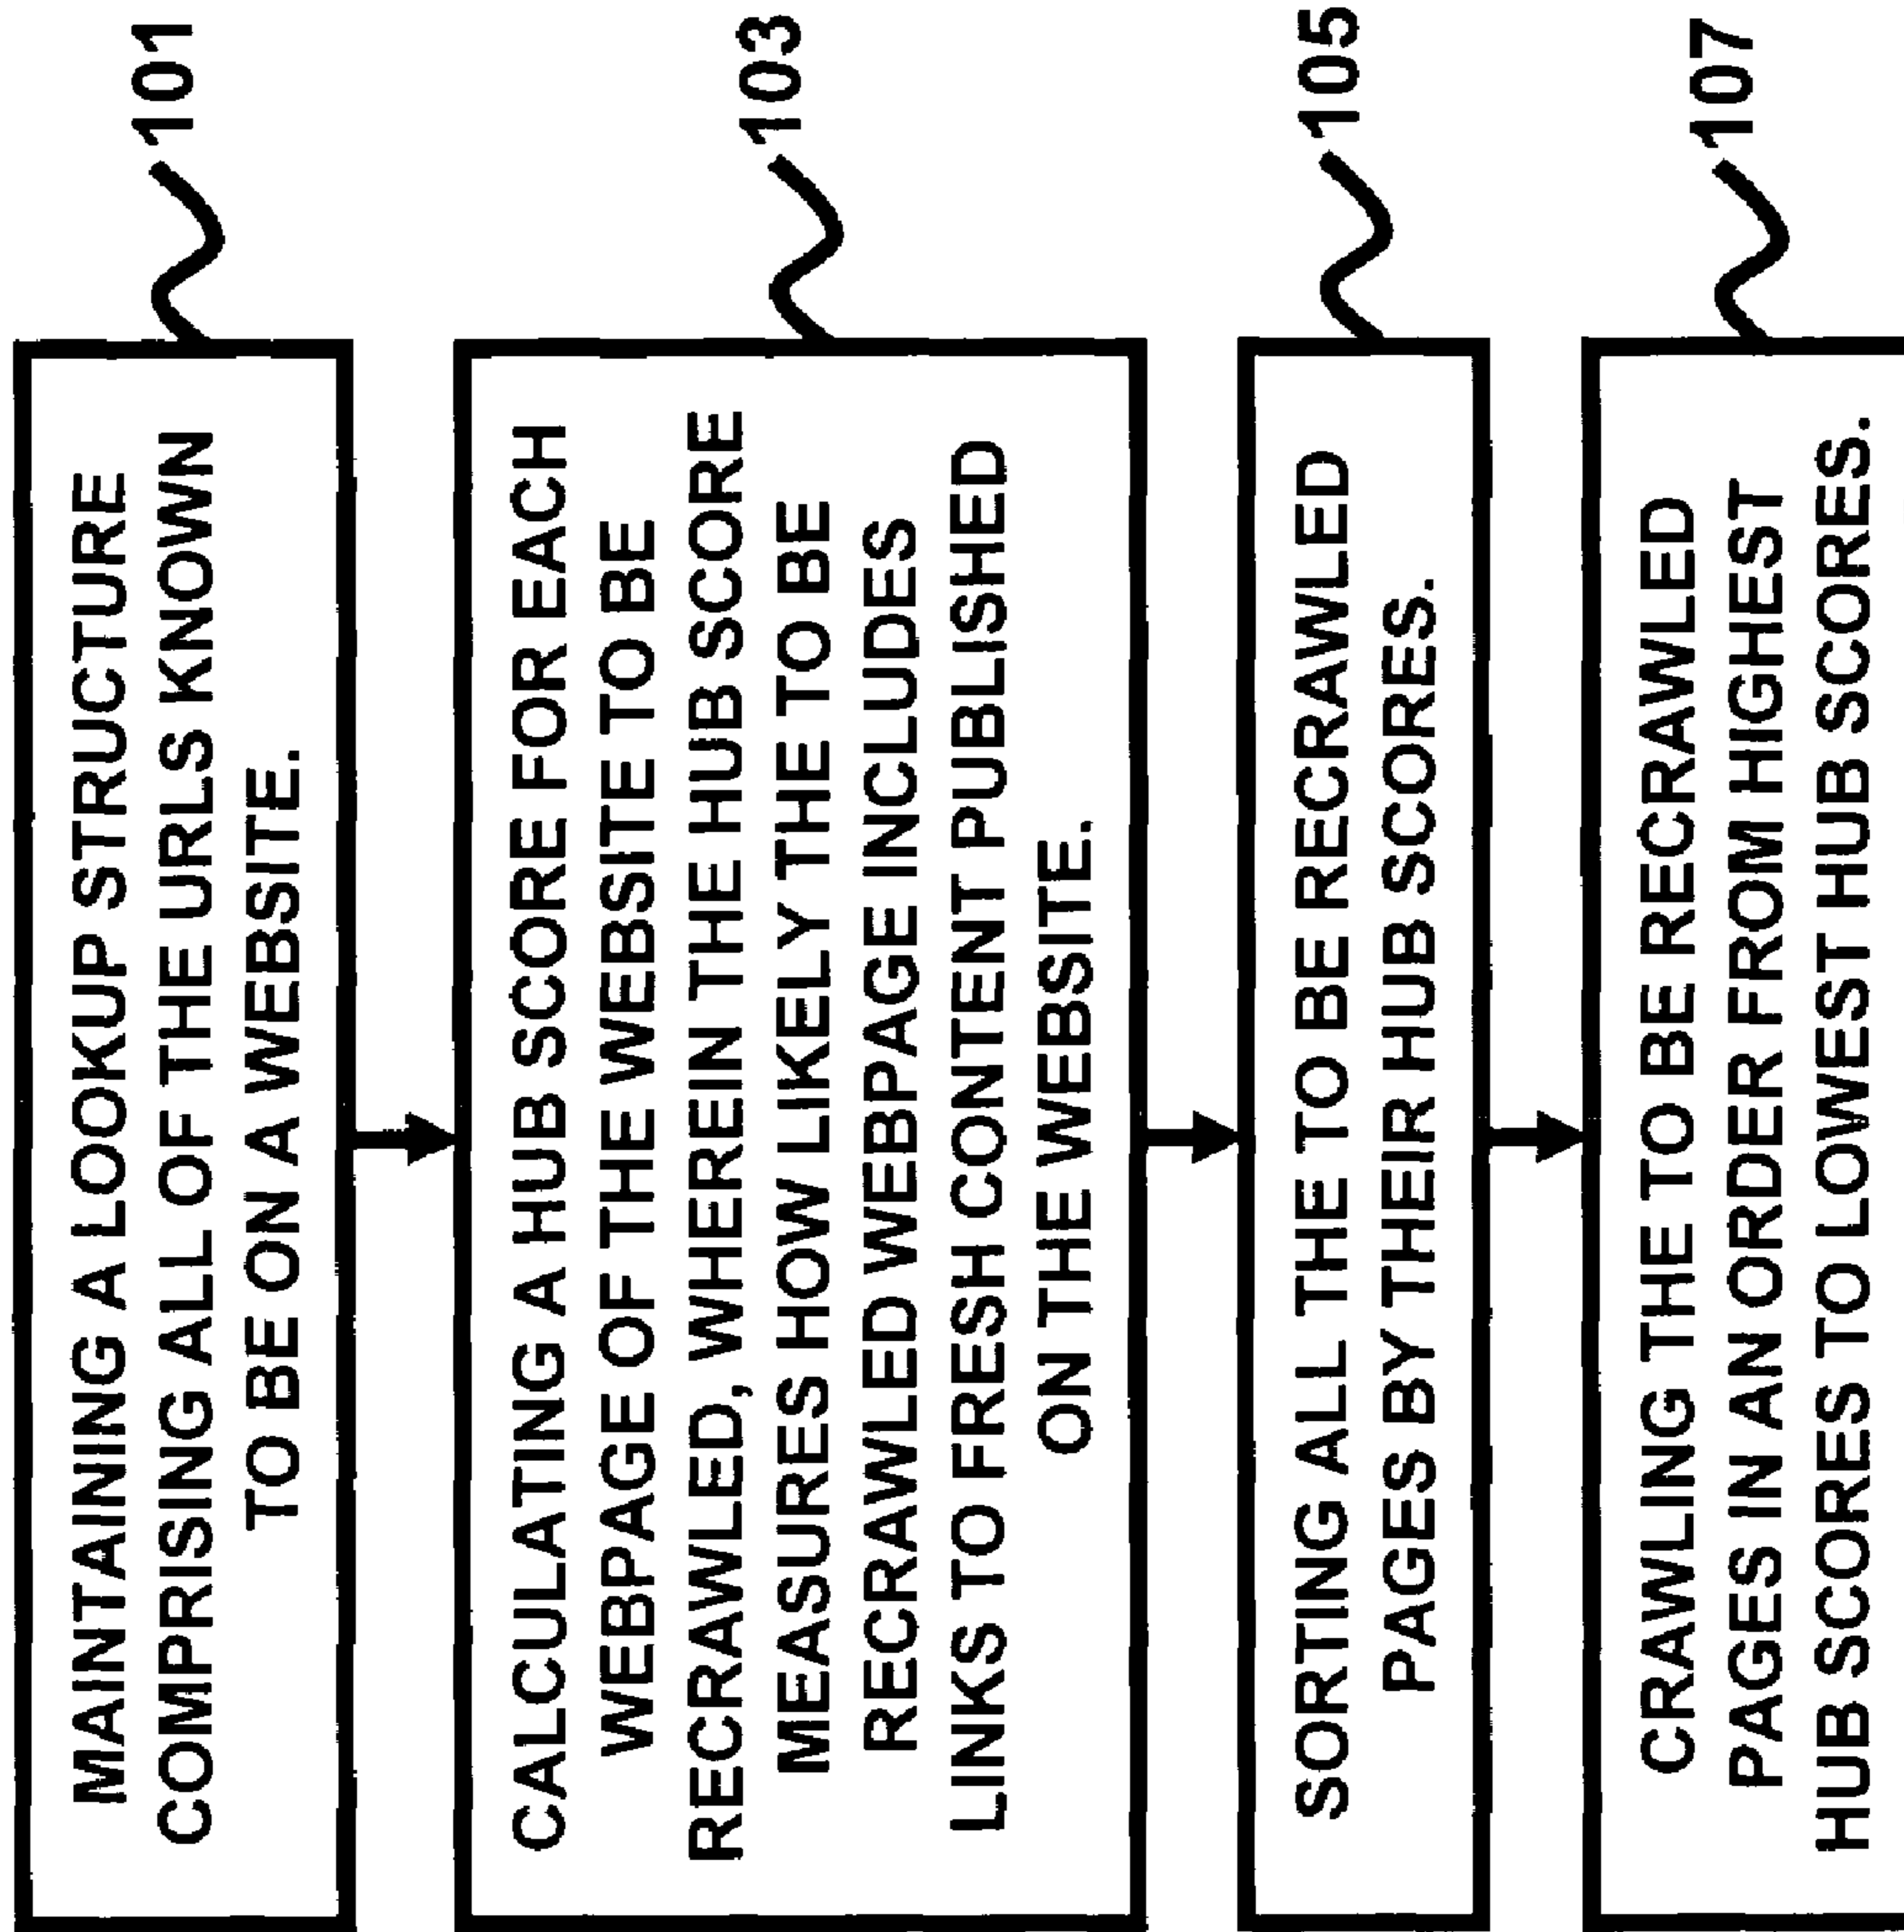 MAINTAINING A LOOKUP STRUCTURE
COMPRISING ALL OF THE URLS KNOWN
TO BE ON A WEBSITE.
101
CALCULATING A HUB SCORE FOR EACH
WEBPAGE OF THE WEBSITE TO BE
RECRAWLED, WHEREIN THE HUB SCORE
MEASURES HOW LIKELY THE TO BE
RECRAWLED WEBPAGE INCLUDES
LINKS TO FRESH CONTENT PUBLISHED
ON THE WEBSITE.
103
SORTING ALL THE TO BE RECRAWLED
PAGES BY THEIR HUB SCORES.
105
CRAWLING THE TO BE RECRAWLED
PAGES IN AN ORDER FROM HIGHEST
HUB SCORES TO LOWEST HUB SCORES.
107